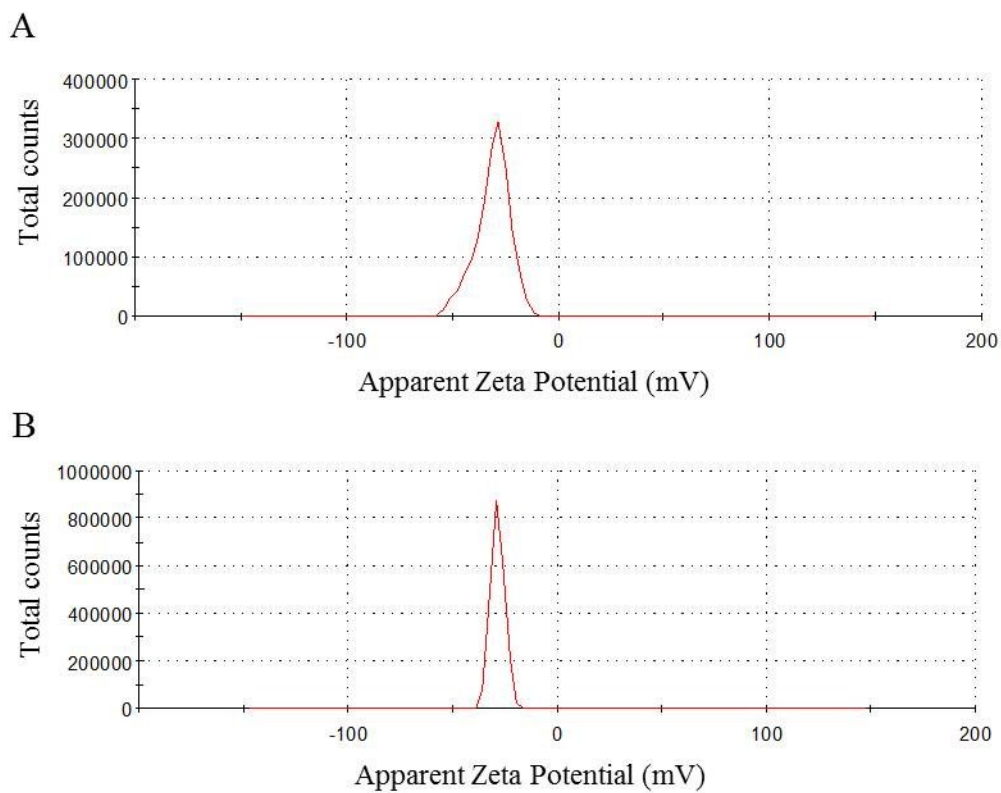 A
400000
300000
200000
100000
0
Total counts
-100 0 100 200
Apparent Zeta Potential (mV)
B
1000000
800000
600000
400000
200000
0
Total counts
-100 0 100 200
Apparent Zeta Potential (mV)